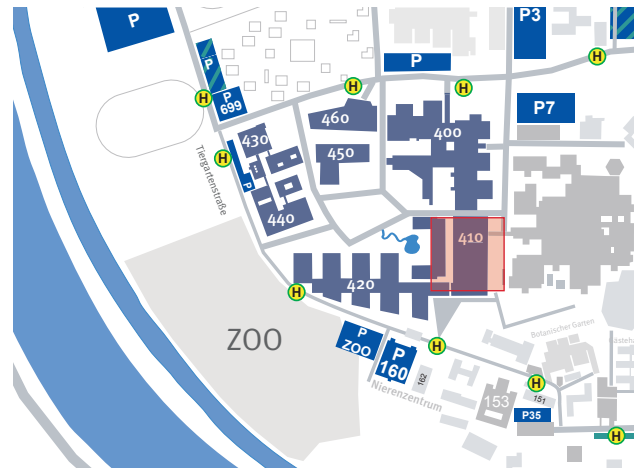 P
P3
H
P
P
H
H
P
699
P7
460
400
430
H
450
P
Tiergartenstraße
440
410
420
H
ZOO
P
ZOO
P
160
H
Botanischer Garten
162
Nierenzentrum
H
153
151
P35
H